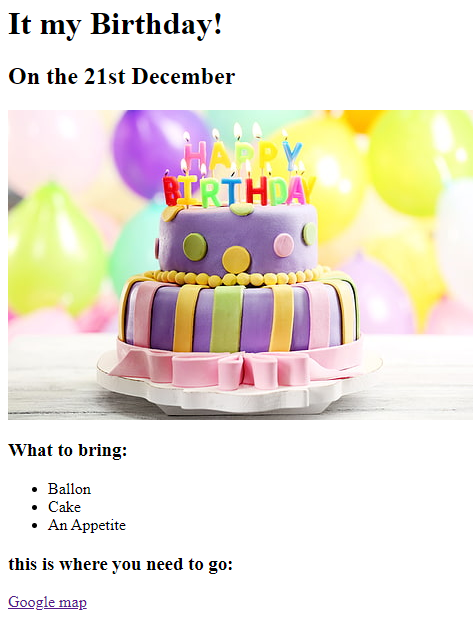 It my Birthday!
On the 21st December
HAPPY
BIRTHDAY
What to bring:
Ballon
Cake
An Appetite
this is where you need to go:
Google map